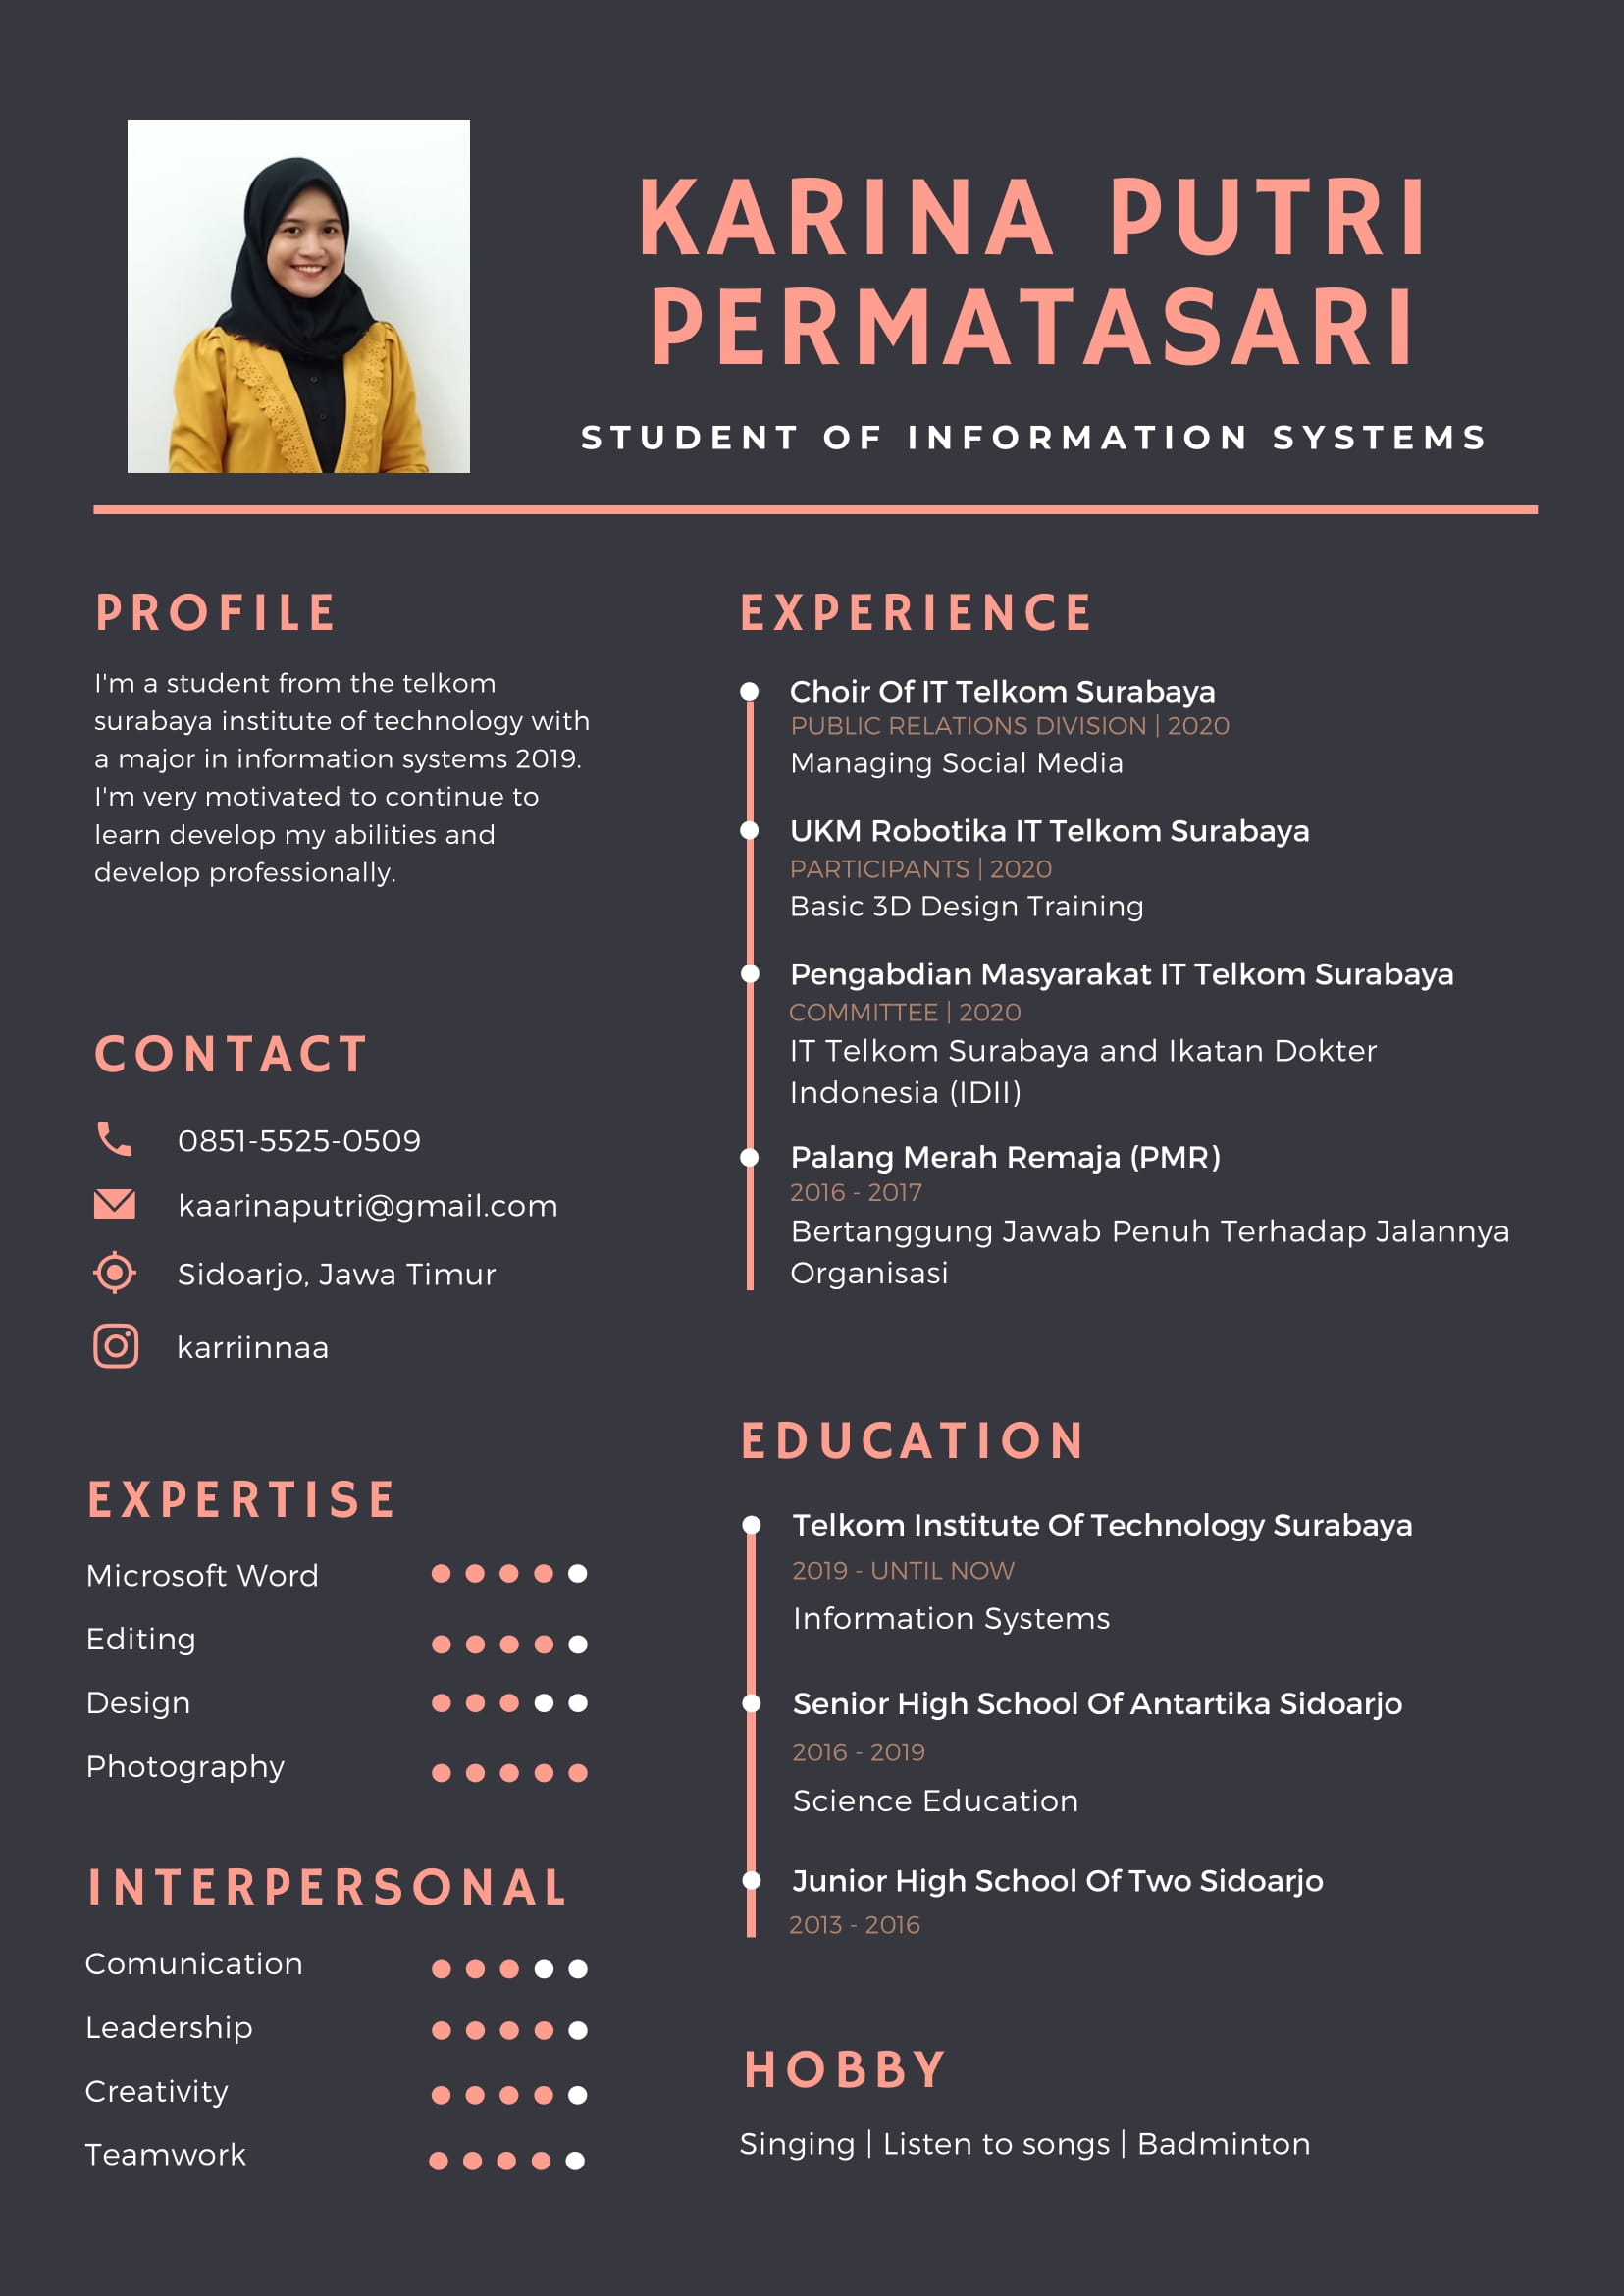 KARINA PUTRI
PERMATASARI
STUDENT OF INFORMATION SYSTEMS
PROFILE
I'm a student from the telkom
surabaya institute of technology with
a major in information systems 2019.
I'm very motivated to continue to
learn develop my abilities and
develop professionally.
CONTACT
0851-5525-0509
kaarinaputri@gmail.com
Sidoarjo, Jawa Timur
karriinnaa
EXPERTISE
Microsoft Word
Editing
Design
Photography
INTERPERSONAL
Comunication
Leadership
Creativity
Teamwork
EXPERIENCE
Choir Of IT Telkom Surabaya
PUBLIC RELATIONS DIVISION | 2020
Managing Social Media
UKM Robotika IT Telkom Surabaya
PARTICIPANTS | 2020
Basic 3D Design Training
Pengabdian Masyarakat IT Telkom Surabaya
COMMITTEE | 2020
IT Telkom Surabaya and Ikatan Dokter
Indonesia (IDII)
Palang Merah Remaja (PMR)
2016 - 2017
Bertanggung Jawab Penuh Terhadap Jalannya
Organisasi
EDUCATION
Telkom Institute Of Technology Surabaya
2019 - UNTIL NOW
Information Systems
Senior High School Of Antartika Sidoarjo
2016 - 2019
Science Education
Junior High School Of Two Sidoarjo
2013 - 2016
HOBBY
Singing | Listen to songs | Badminton